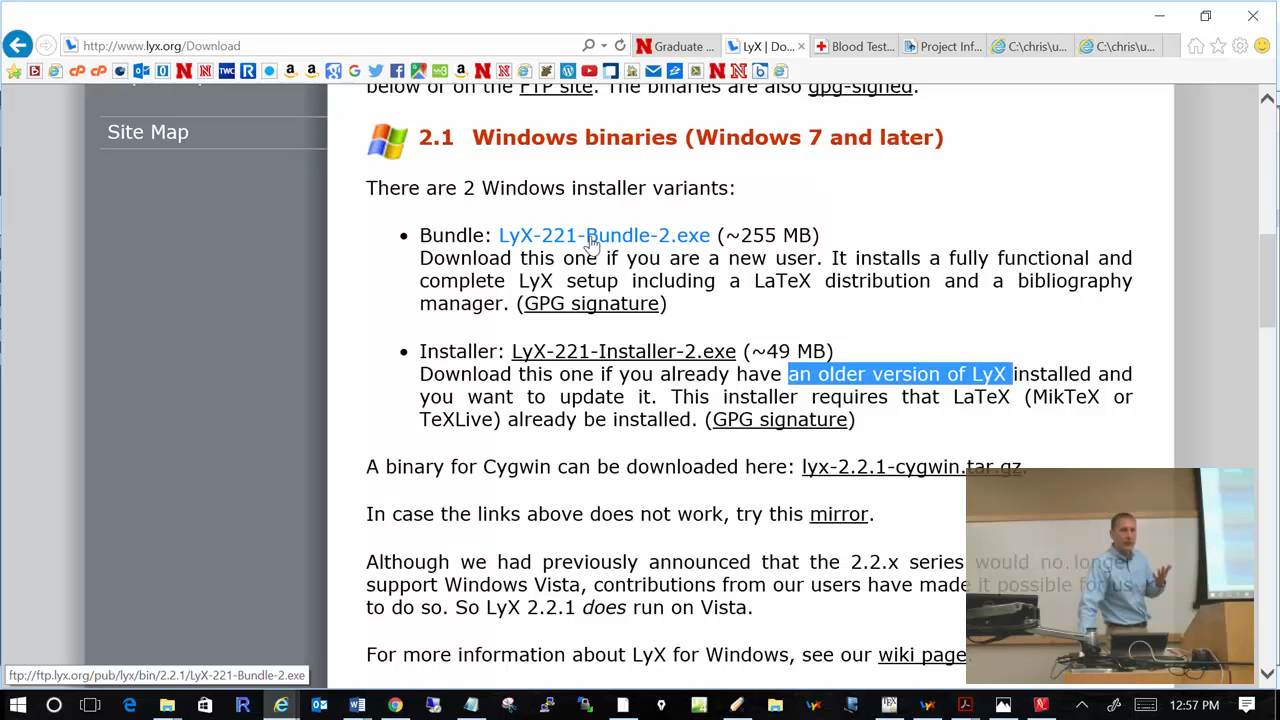 http://www.lyx.org/Download
Graduate ...
LyX | Do...
Blood Test...
Project Inf...
C:\chris\u...
C:\chris\u...
below or on the FTP site. The binaries are also gpg-signed.
Site Map
2.1 Windows binaries (Windows 7 and later)
There are 2 Windows installer variants:
• Bundle: LyX-221-Bundle-2.exe (~255 MB)
Download this one if you are a new user. It installs a fully functional and
complete LyX setup including a LaTeX distribution and a bibliography
manager. (GPG signature)
• Installer: LyX-221-Installer-2.exe (~49 MB)
Download this one if you already have an older version of LyX installed and
you want to update it. This installer requires that LaTeX (MikTeX or
TeXLive) already be installed. (GPG signature)
A binary for Cygwin can be downloaded here: lyx-2.2.1-cygwin.tar.gz.
In case the links above does not work, try this mirror.
Although we had previously announced that the 2.2.x series would no longer
support Windows Vista, contributions from our users have made it possible for us
to do so. So LyX 2.2.1 does run on Vista.
For more information about LyX for Windows, see our wiki page.
ftp://ftp.lyx.org/pub/lyx/bin/2.2.1/LyX-221-Bundle-2.exe
12:57 PM